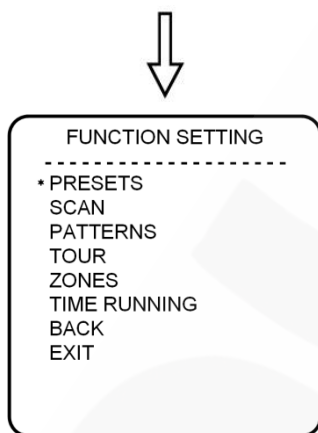 FUNCTION SETTING
- - - - - - - - - - - - - - - - - - - - - -
* PRESETS
SCAN
PATTERNS
TOUR
ZONES
TIME RUNNING
BACK
EXIT